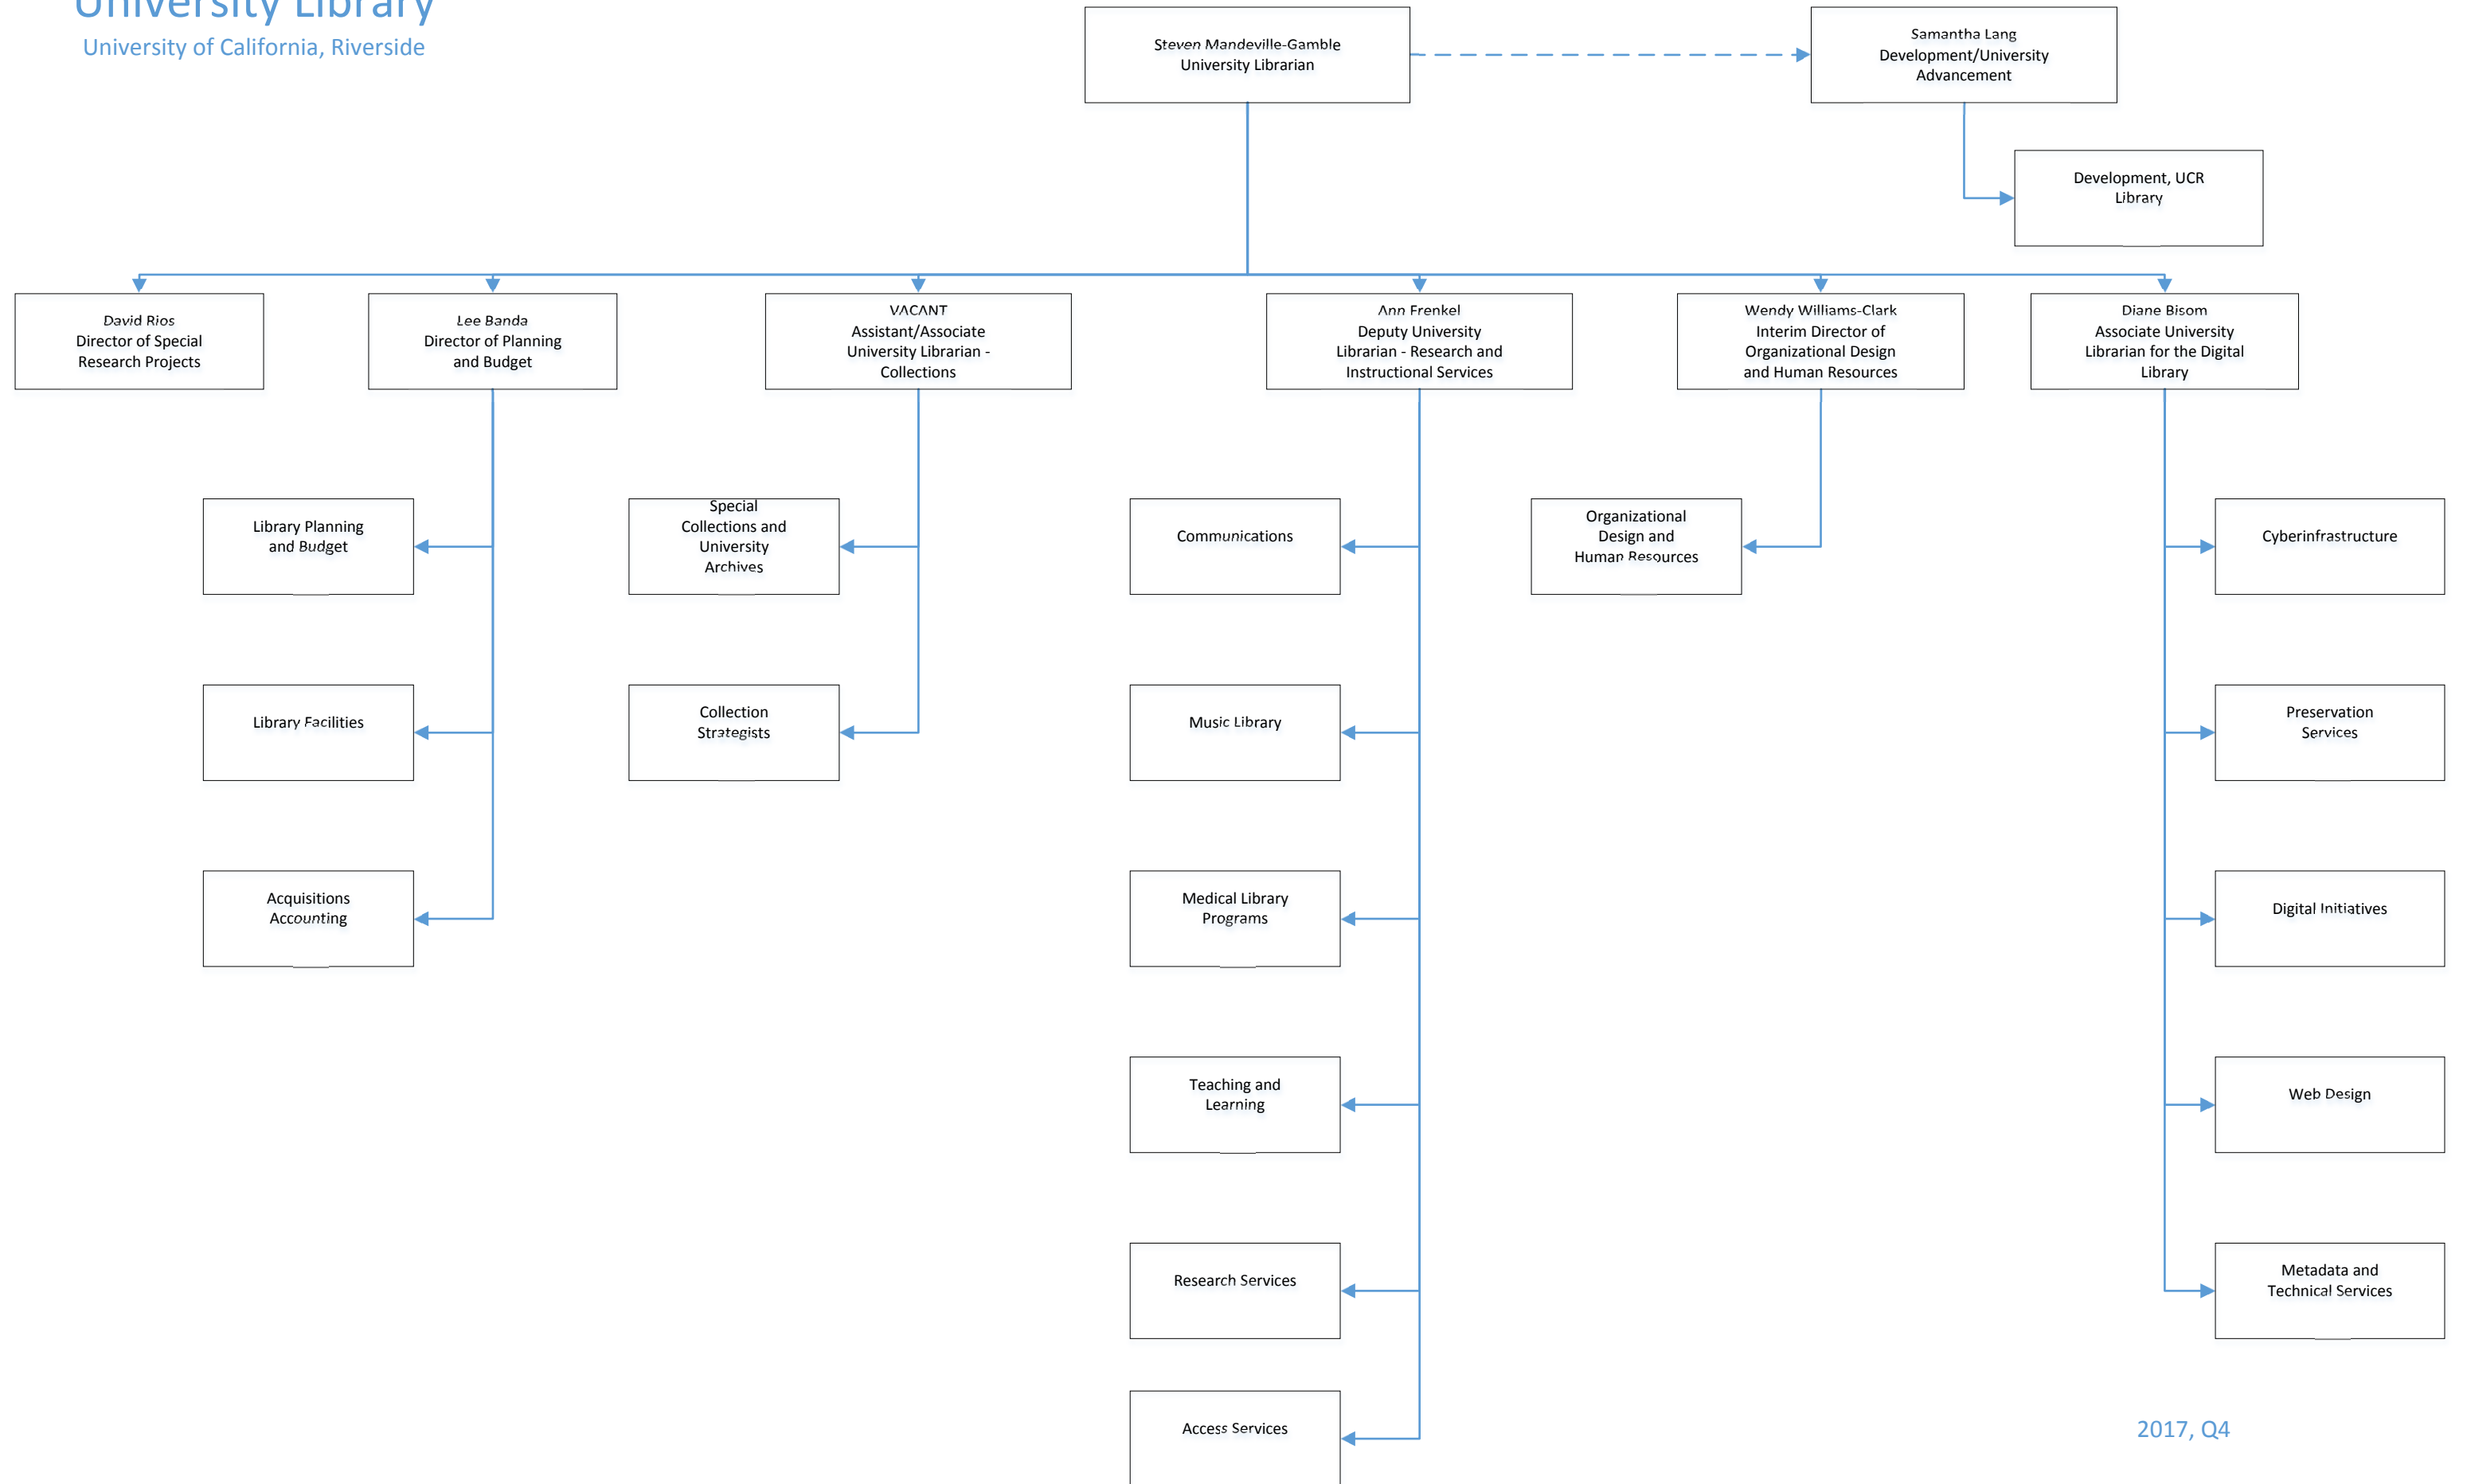 University Library
University of California, Riverside
Steven Mandeville-Gamble
University Librarian
Samantha Lang
Development/University
Advancement
Development, UCR
Library
David Rios
Director of Special
Research Projects
Lee Banda
Director of Planning
and Budget
VACANT
Assistant/Associate
University Librarian -
Collections
Ann Frenkel
Deputy University
Librarian - Research and
Instructional Services
Wendy Williams-Clark
Interim Director of
Organizational Design
and Human Resources
Diane Bisom
Associate University
Librarian for the Digital
Library
Library Planning
and Budget
Special
Collections and
University
Archives
Communications
Organizational
Design and
Human Resources
Cyberinfrastructure
Library Facilities
Collection
Strategists
Music Library
Preservation
Services
Acquisitions
Accounting
Medical Library
Programs
Digital Initiatives
Teaching and
Learning
Web Design
Research Services
Metadata and
Technical Services
Access Services
2017, Q4